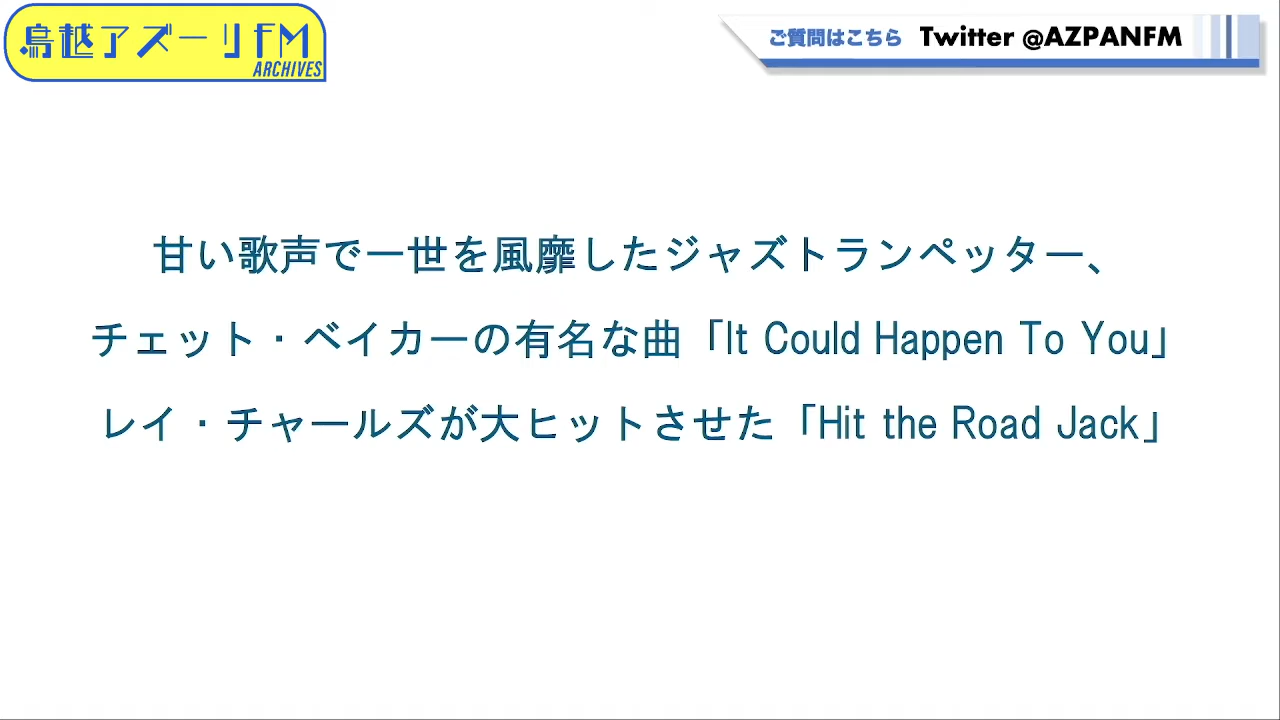 鳥越アズーリFM
ARCHIVES
ご質問はこちら Twitter @AZPANFM
甘い歌声で一世を風靡したジャズトランペッター、
チェット・ベイカーの有名な曲「It Could Happen To You」
レイ・チャールズが大ヒットさせた「Hit the Road Jack」